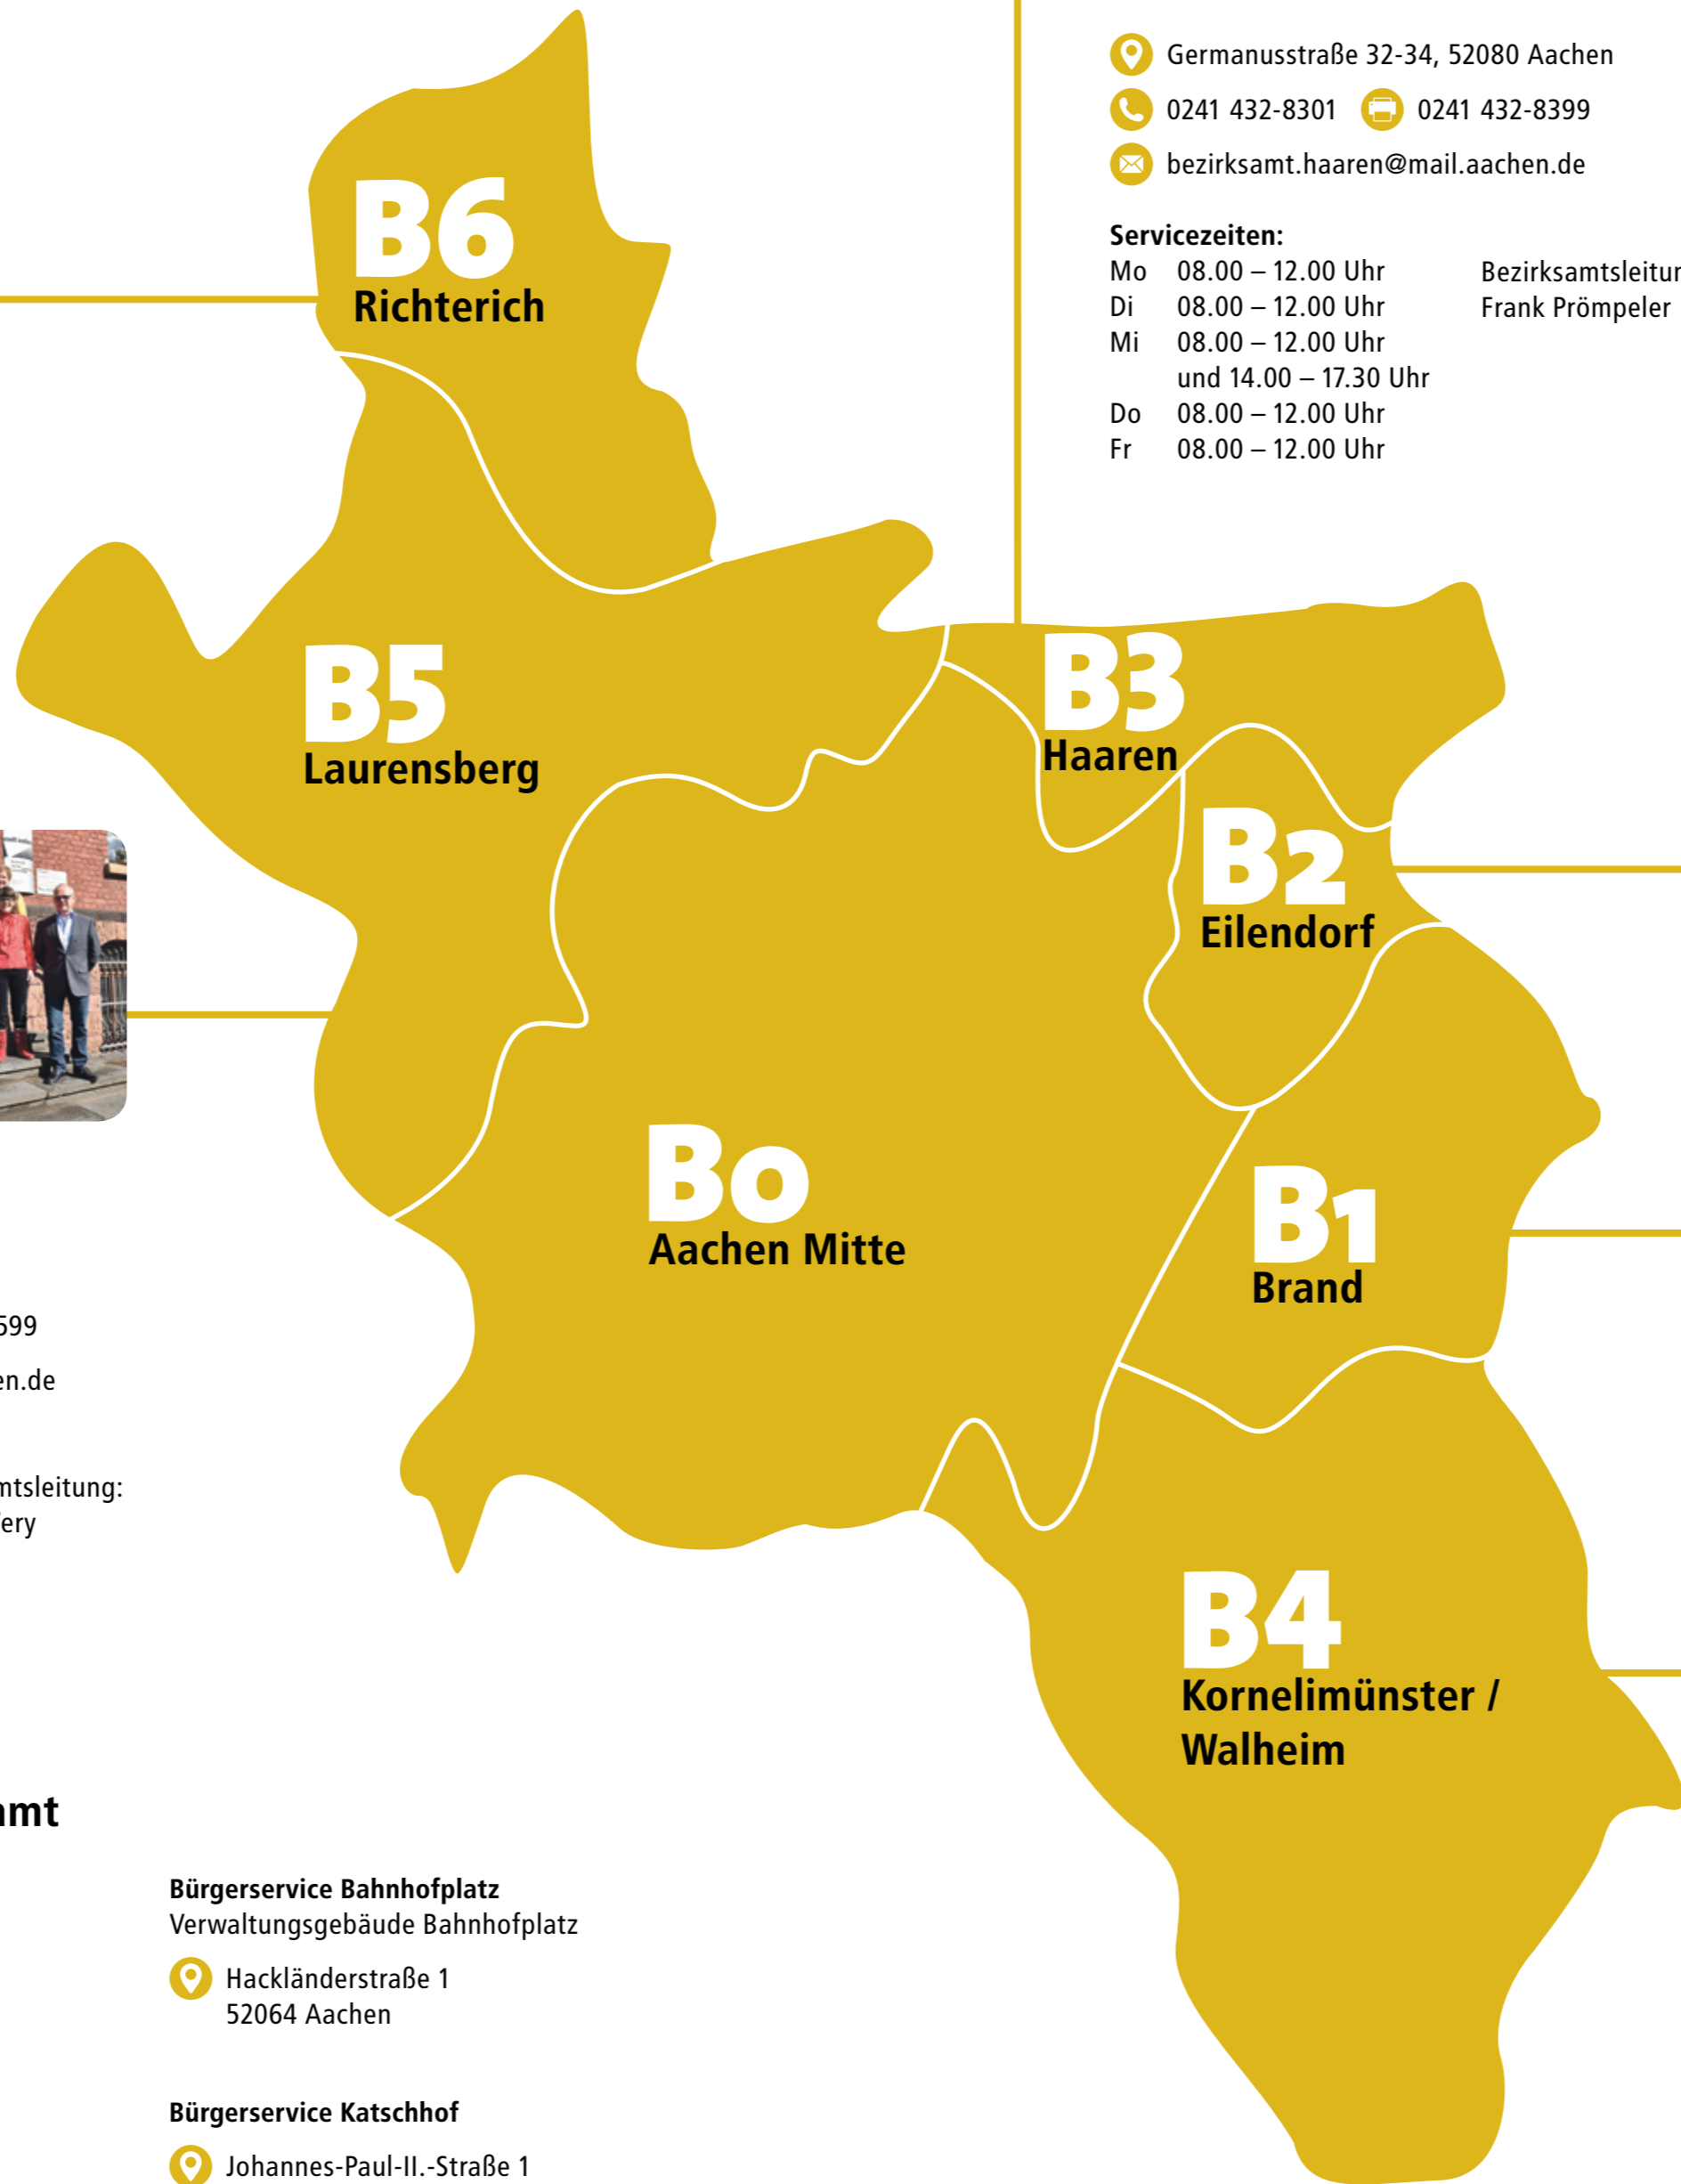 Germanusstraße 32-34, 52080 Aachen
0241 432-8301 0241 432-8399
bezirksamt.haaren@mail.aachen.de
Servicezeiten:
Mo 08.00 – 12.00 Uhr
Di 08.00 – 12.00 Uhr
Mi 08.00 – 12.00 Uhr
und 14.00 – 17.30 Uhr
Do 08.00 – 12.00 Uhr
Fr 08.00 – 12.00 Uhr
Bezirksamtsleitun
Frank Prömpeler
B6
Richterich
B5
Laurensberg
B3
Haaren
B2
Eilendorf
B0
Aachen Mitte
B1
Brand
B4
Kornelimünster /
Walheim
599
en.de
mtsleitung:
ery
amt
Bürgerservice Bahnhofplatz
Verwaltungsgebäude Bahnhofplatz
Hackländerstraße 1
52064 Aachen
Bürgerservice Katschhof
Johannes-Paul-II.-Straße 1